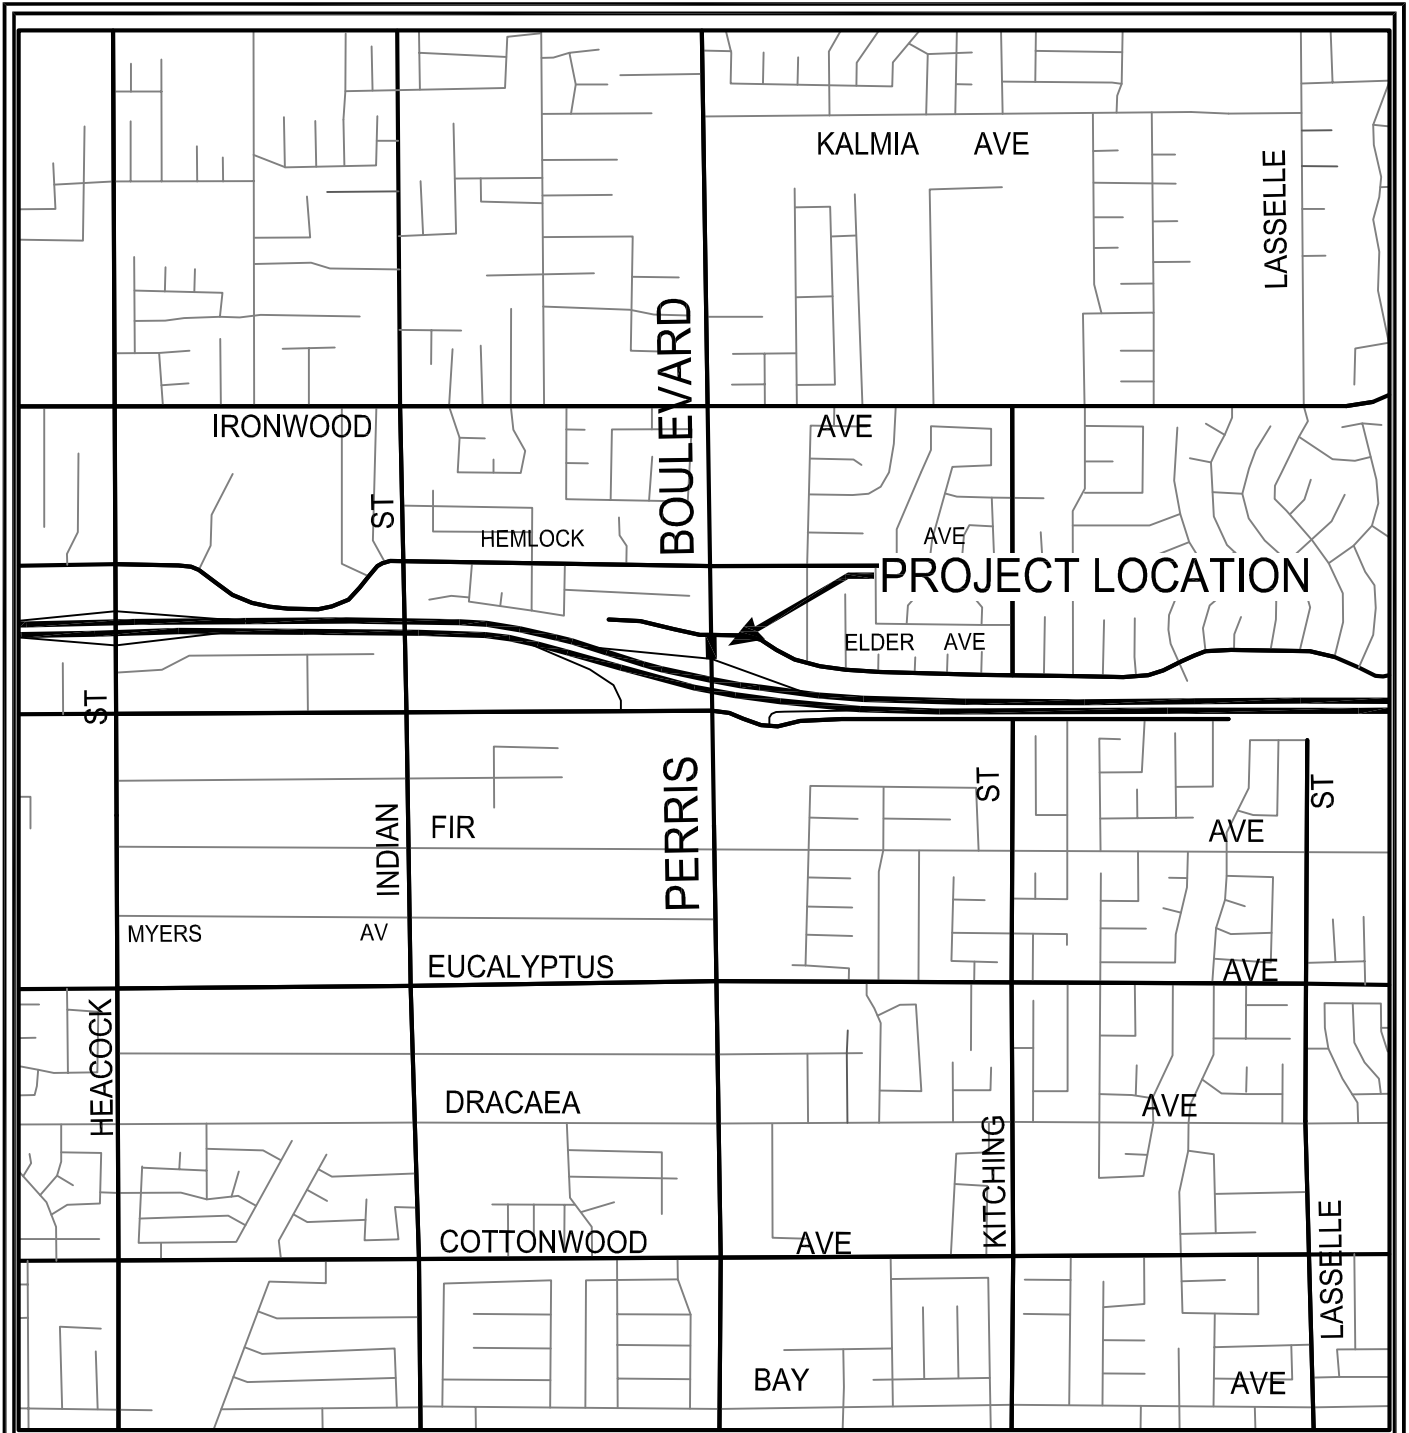 KALMIA AVE
LASSELLE
BOULEVARD
IRONWOOD AVE
ST
HEMLOCK AVE
PROJECT LOCATION
ELDER AVE
ST
PERRIS
ST
ST
INDIAN
FIR AVE
MYERS AV
EUCALYPTUS AVE
HEACOCK
DRACAEA AVE
KITCHING
COTTONWOOD AVE
LASSELLE
BAY AVE